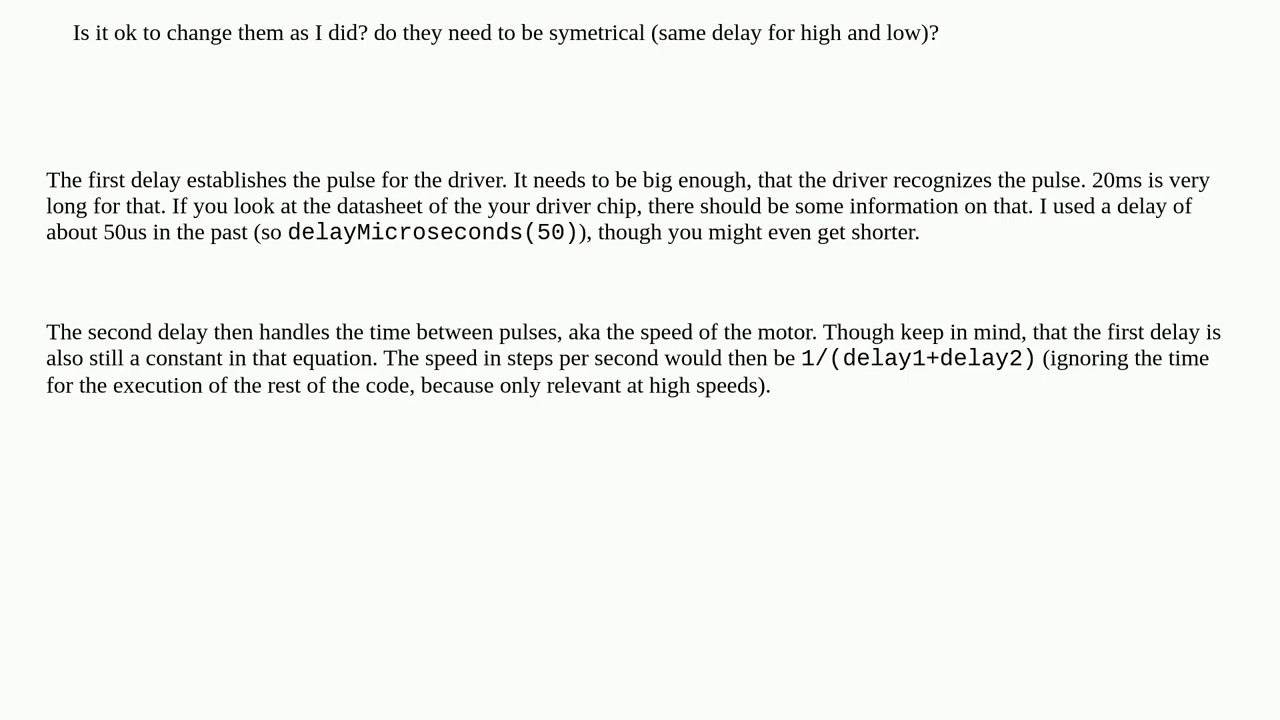 Is it ok to change them as I did? do they need to be symetrical (same delay for high and low)?
The first delay establishes the pulse for the driver. It needs to be big enough, that the driver recognizes the pulse. 20ms is very
long for that. If you look at the datasheet of the your driver chip, there should be some information on that. I used a delay of
about 50us in the past (so delayMicroseconds(50)), though you might even get shorter.
The second delay then handles the time between pulses, aka the speed of the motor. Though keep in mind, that the first delay is
also still a constant in that equation. The speed in steps per second would then be 1/(delay1+delay2) (ignoring the time
for the execution of the rest of the code, because only relevant at high speeds).